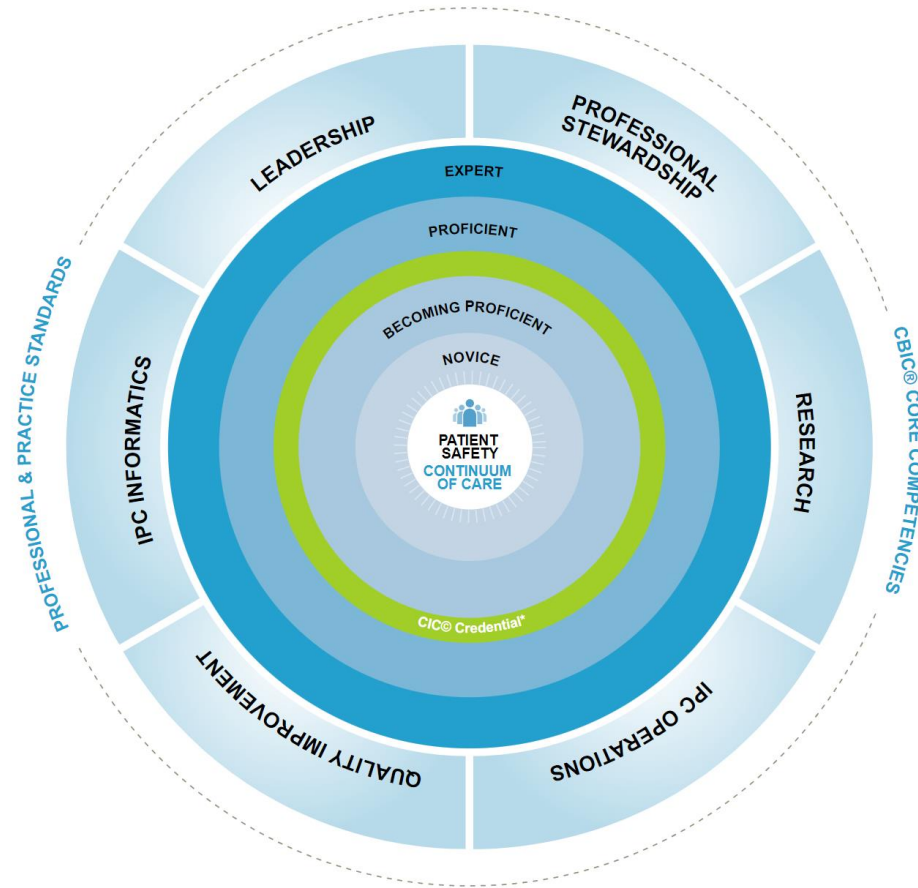 LEADERSHIP
PROFESSIONAL
STEWARDSHIP
EXPERT
PROFICIENT
BECOMING PROFICIENT
NOVICE
PATIENT
SAFETY
CONTINUUM
OF CARE
CIC© Credential*
PROFESSIONAL & PRACTICE STANDARDS
IPC INFORMATICS
RESEARCH
CBIC® CORE COMPETENCIES
QUALITY IMPROVEMENT
IPC OPERATIONS